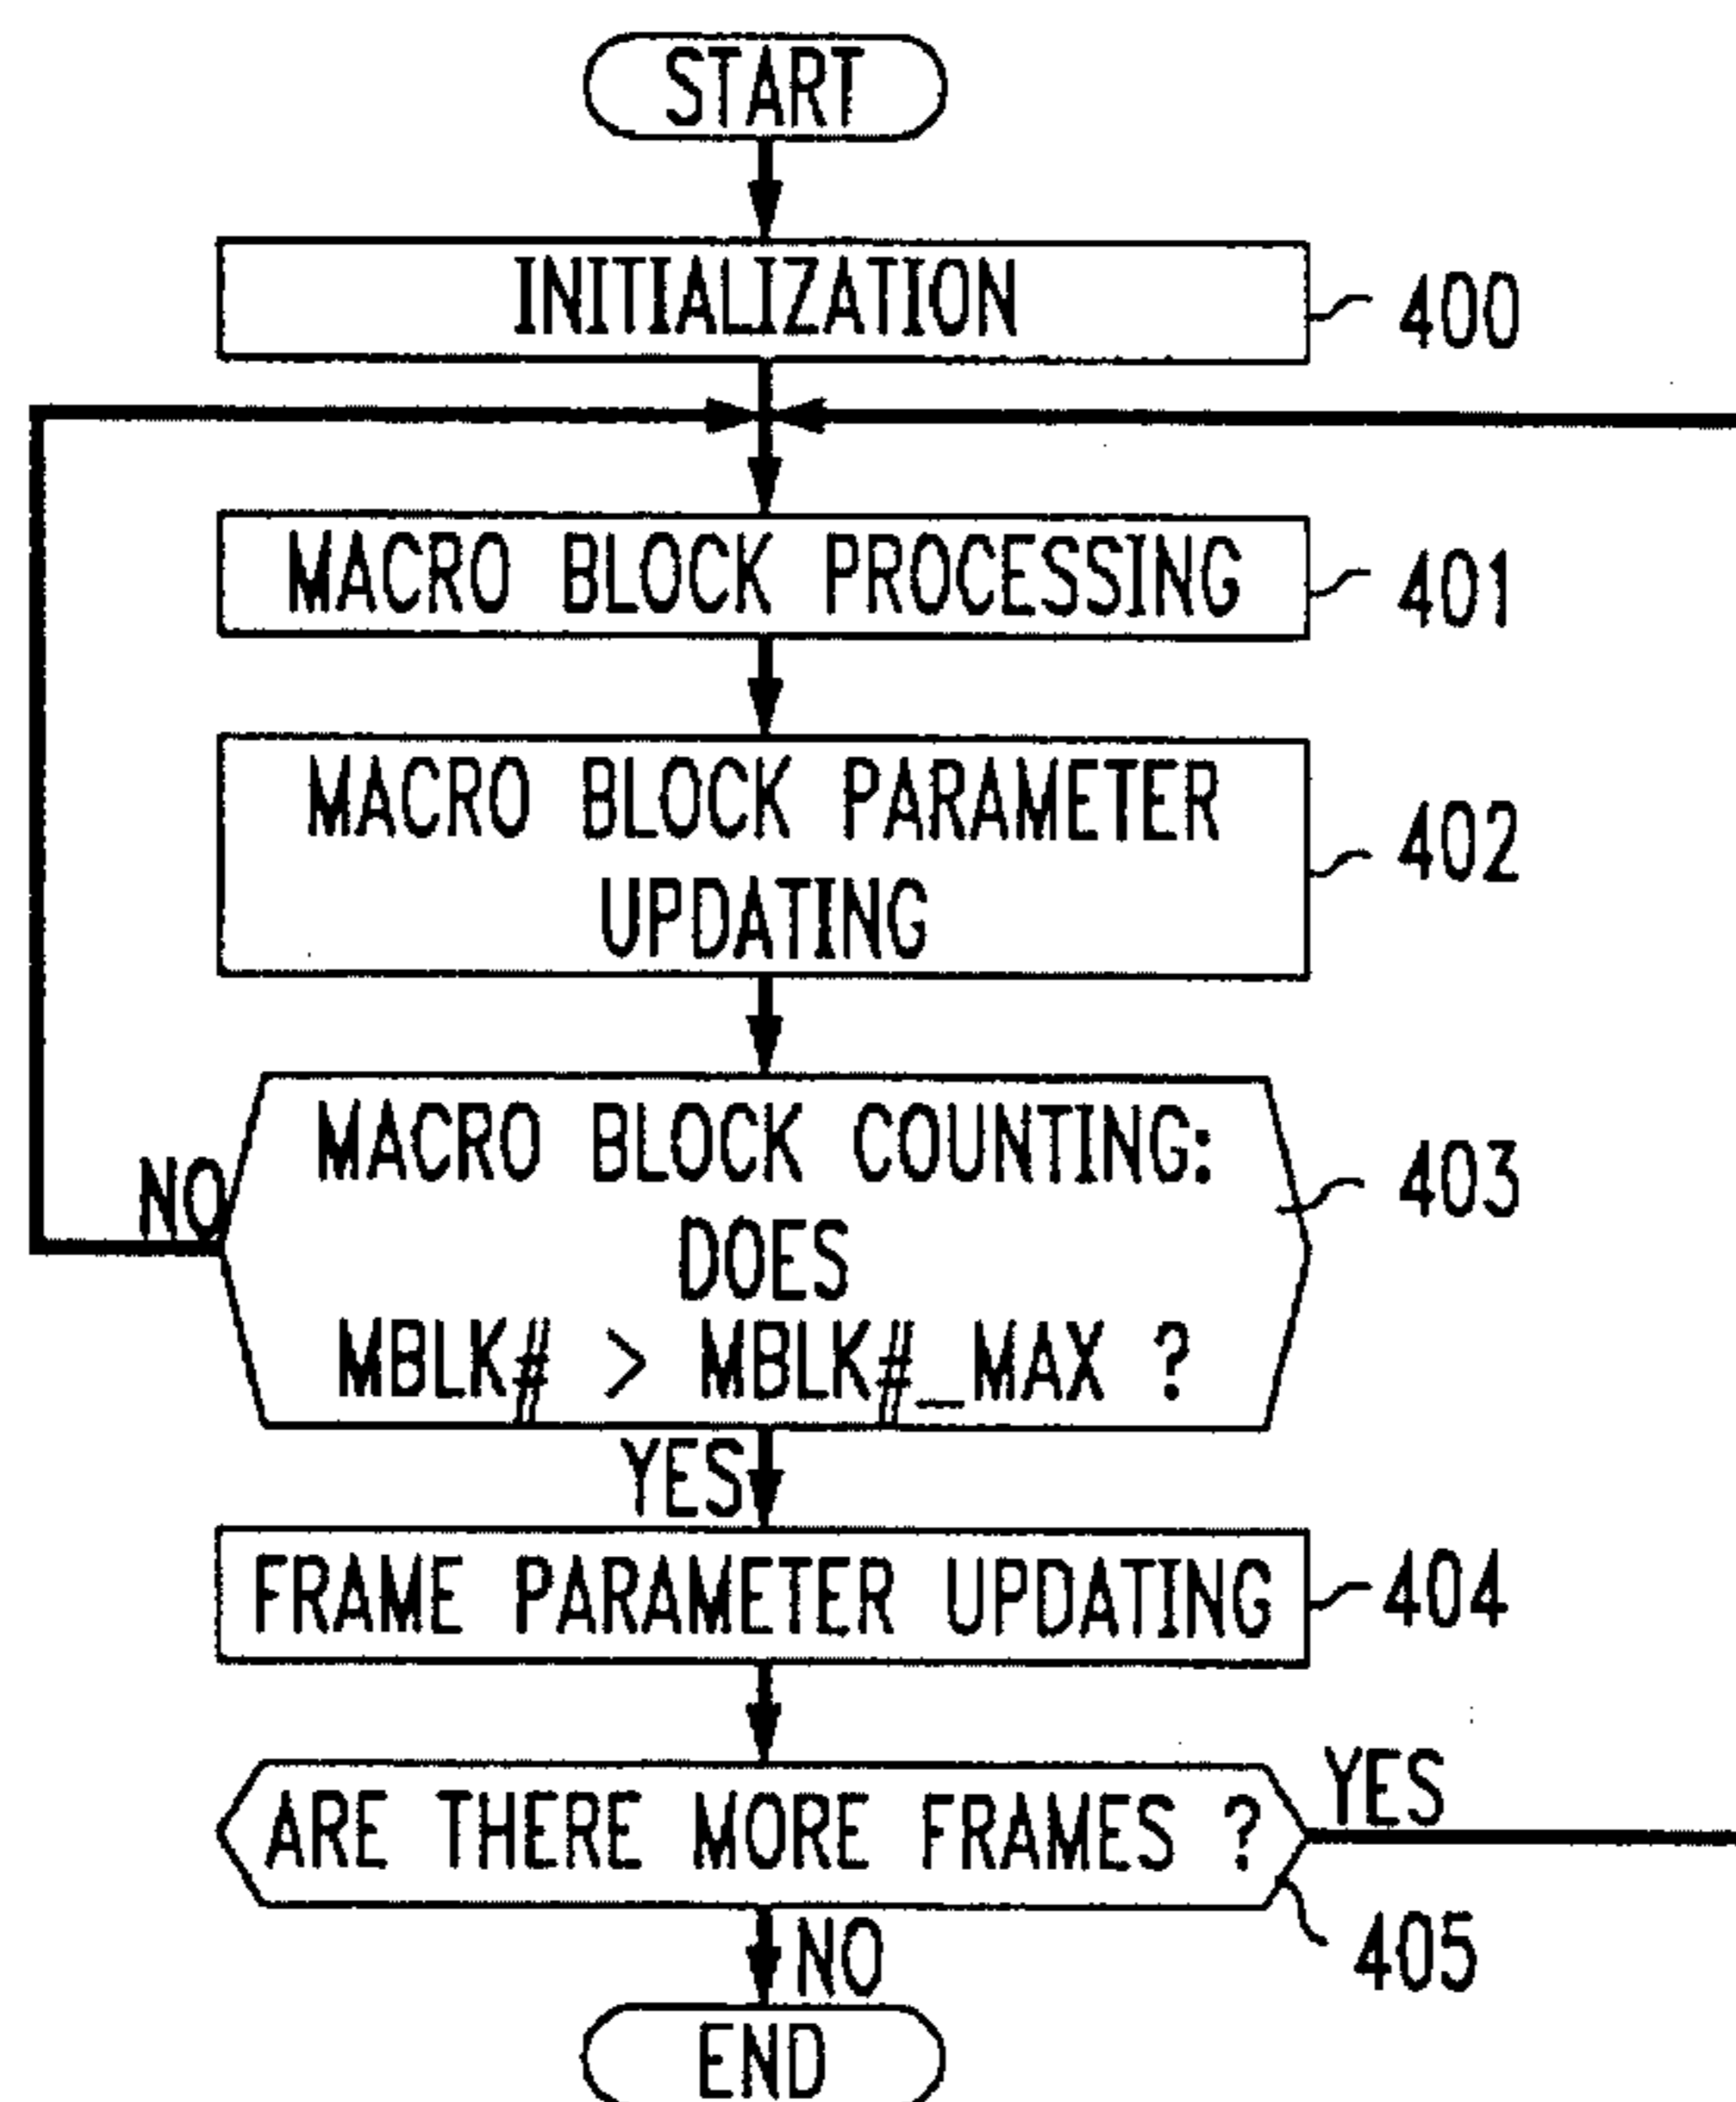 START
INITIALIZATION
400
MACRO BLOCK PROCESSING
401
MACRO BLOCK PARAMETER
UPDATING
402
MACRO BLOCK COUNTING:
DOES
MBLK# > MBLK#_MAX ?
403
NO
YES
FRAME PARAMETER UPDATING
404
ARE THERE MORE FRAMES ?
YES
405
NO
END